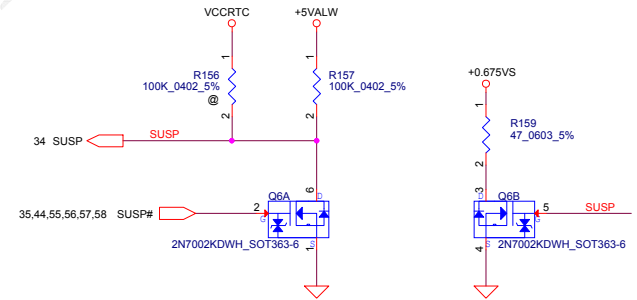 VCCRTC
+5VALW
1
1
R156
100K_0402_5%
@
2
R157
100K_0402_5%
2
+0.675VS
1
R159
47_0603_5%
2
34 SUSP
SUSP
35,44,55,56,57,58 SUSP#
2
G
Q6A
6
D
S
1
2N7002KDWH_SOT363-6
3
D
Q6B
5
G
SUSP
S
4
2N7002KDWH_SOT363-6